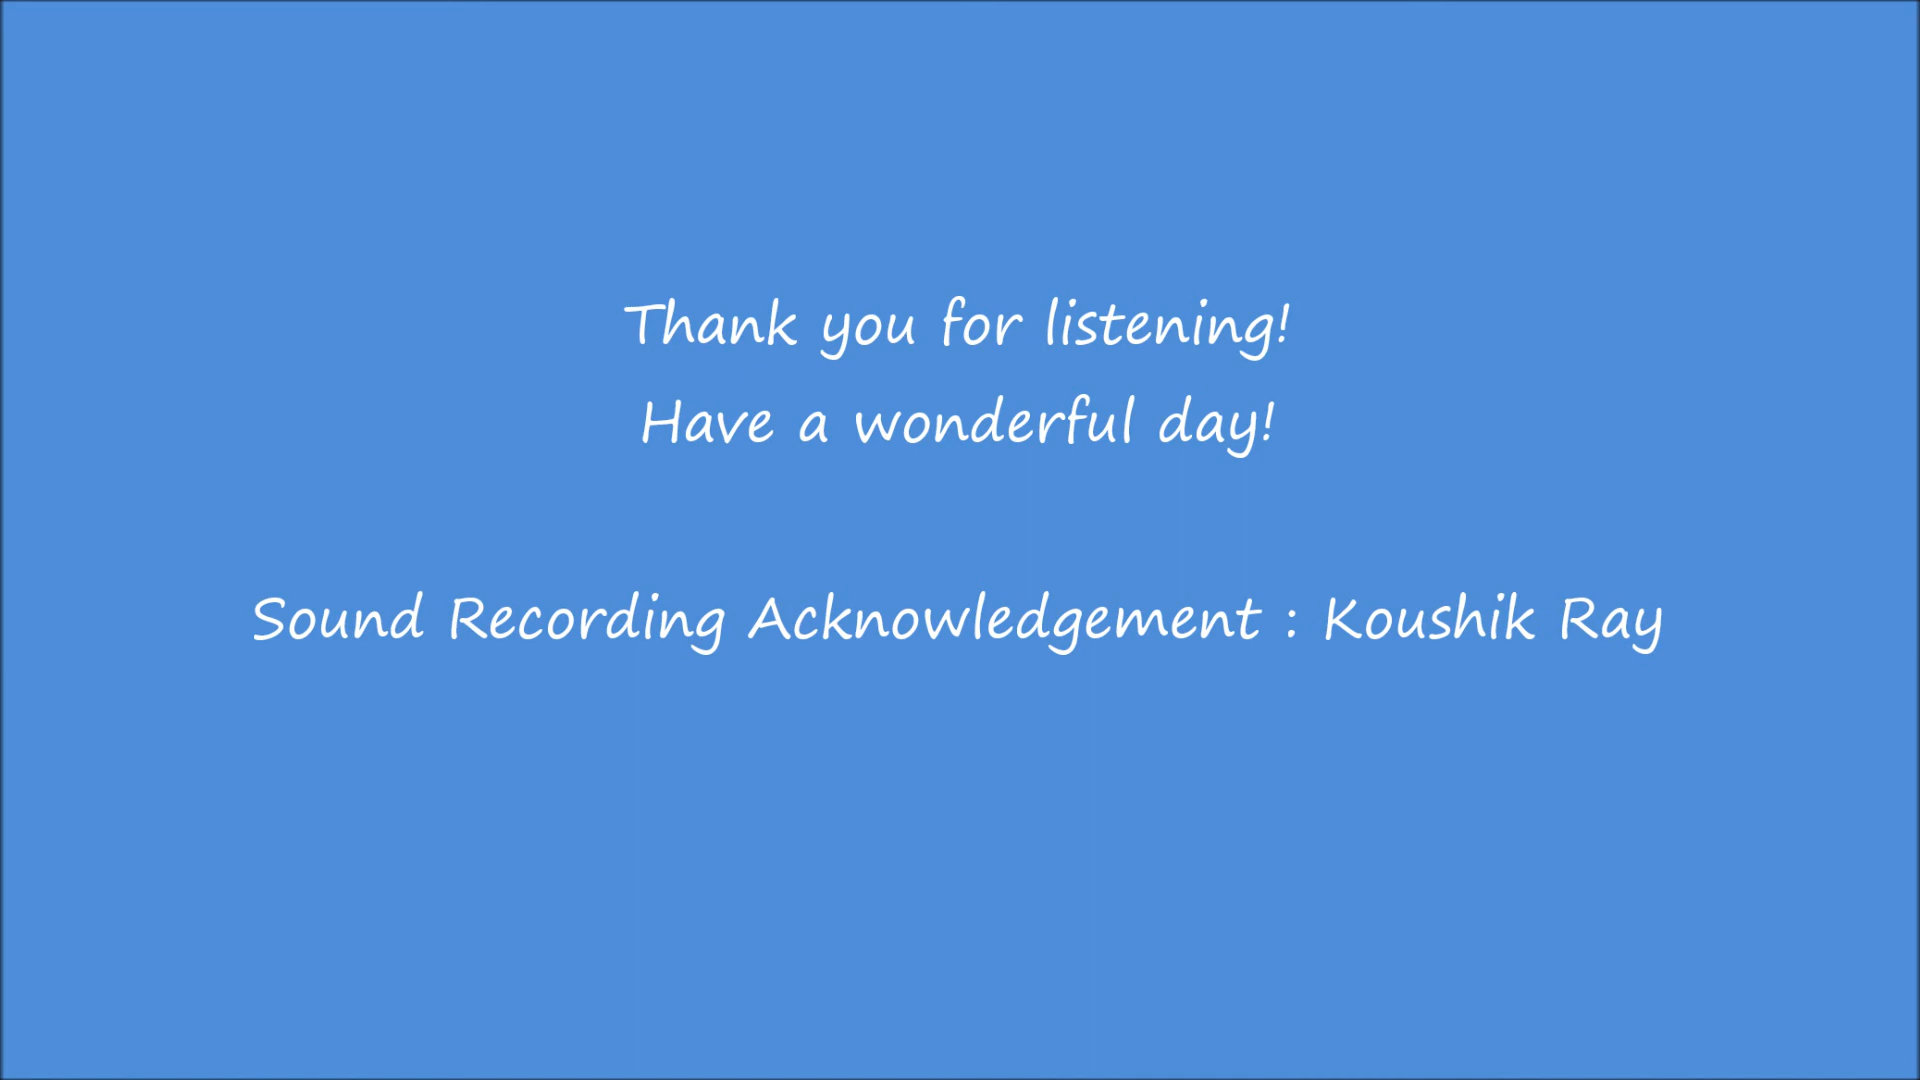 Thank you for listening!
Have a wonderful day!
Sound Recording Acknowledgement : Koushik Ray